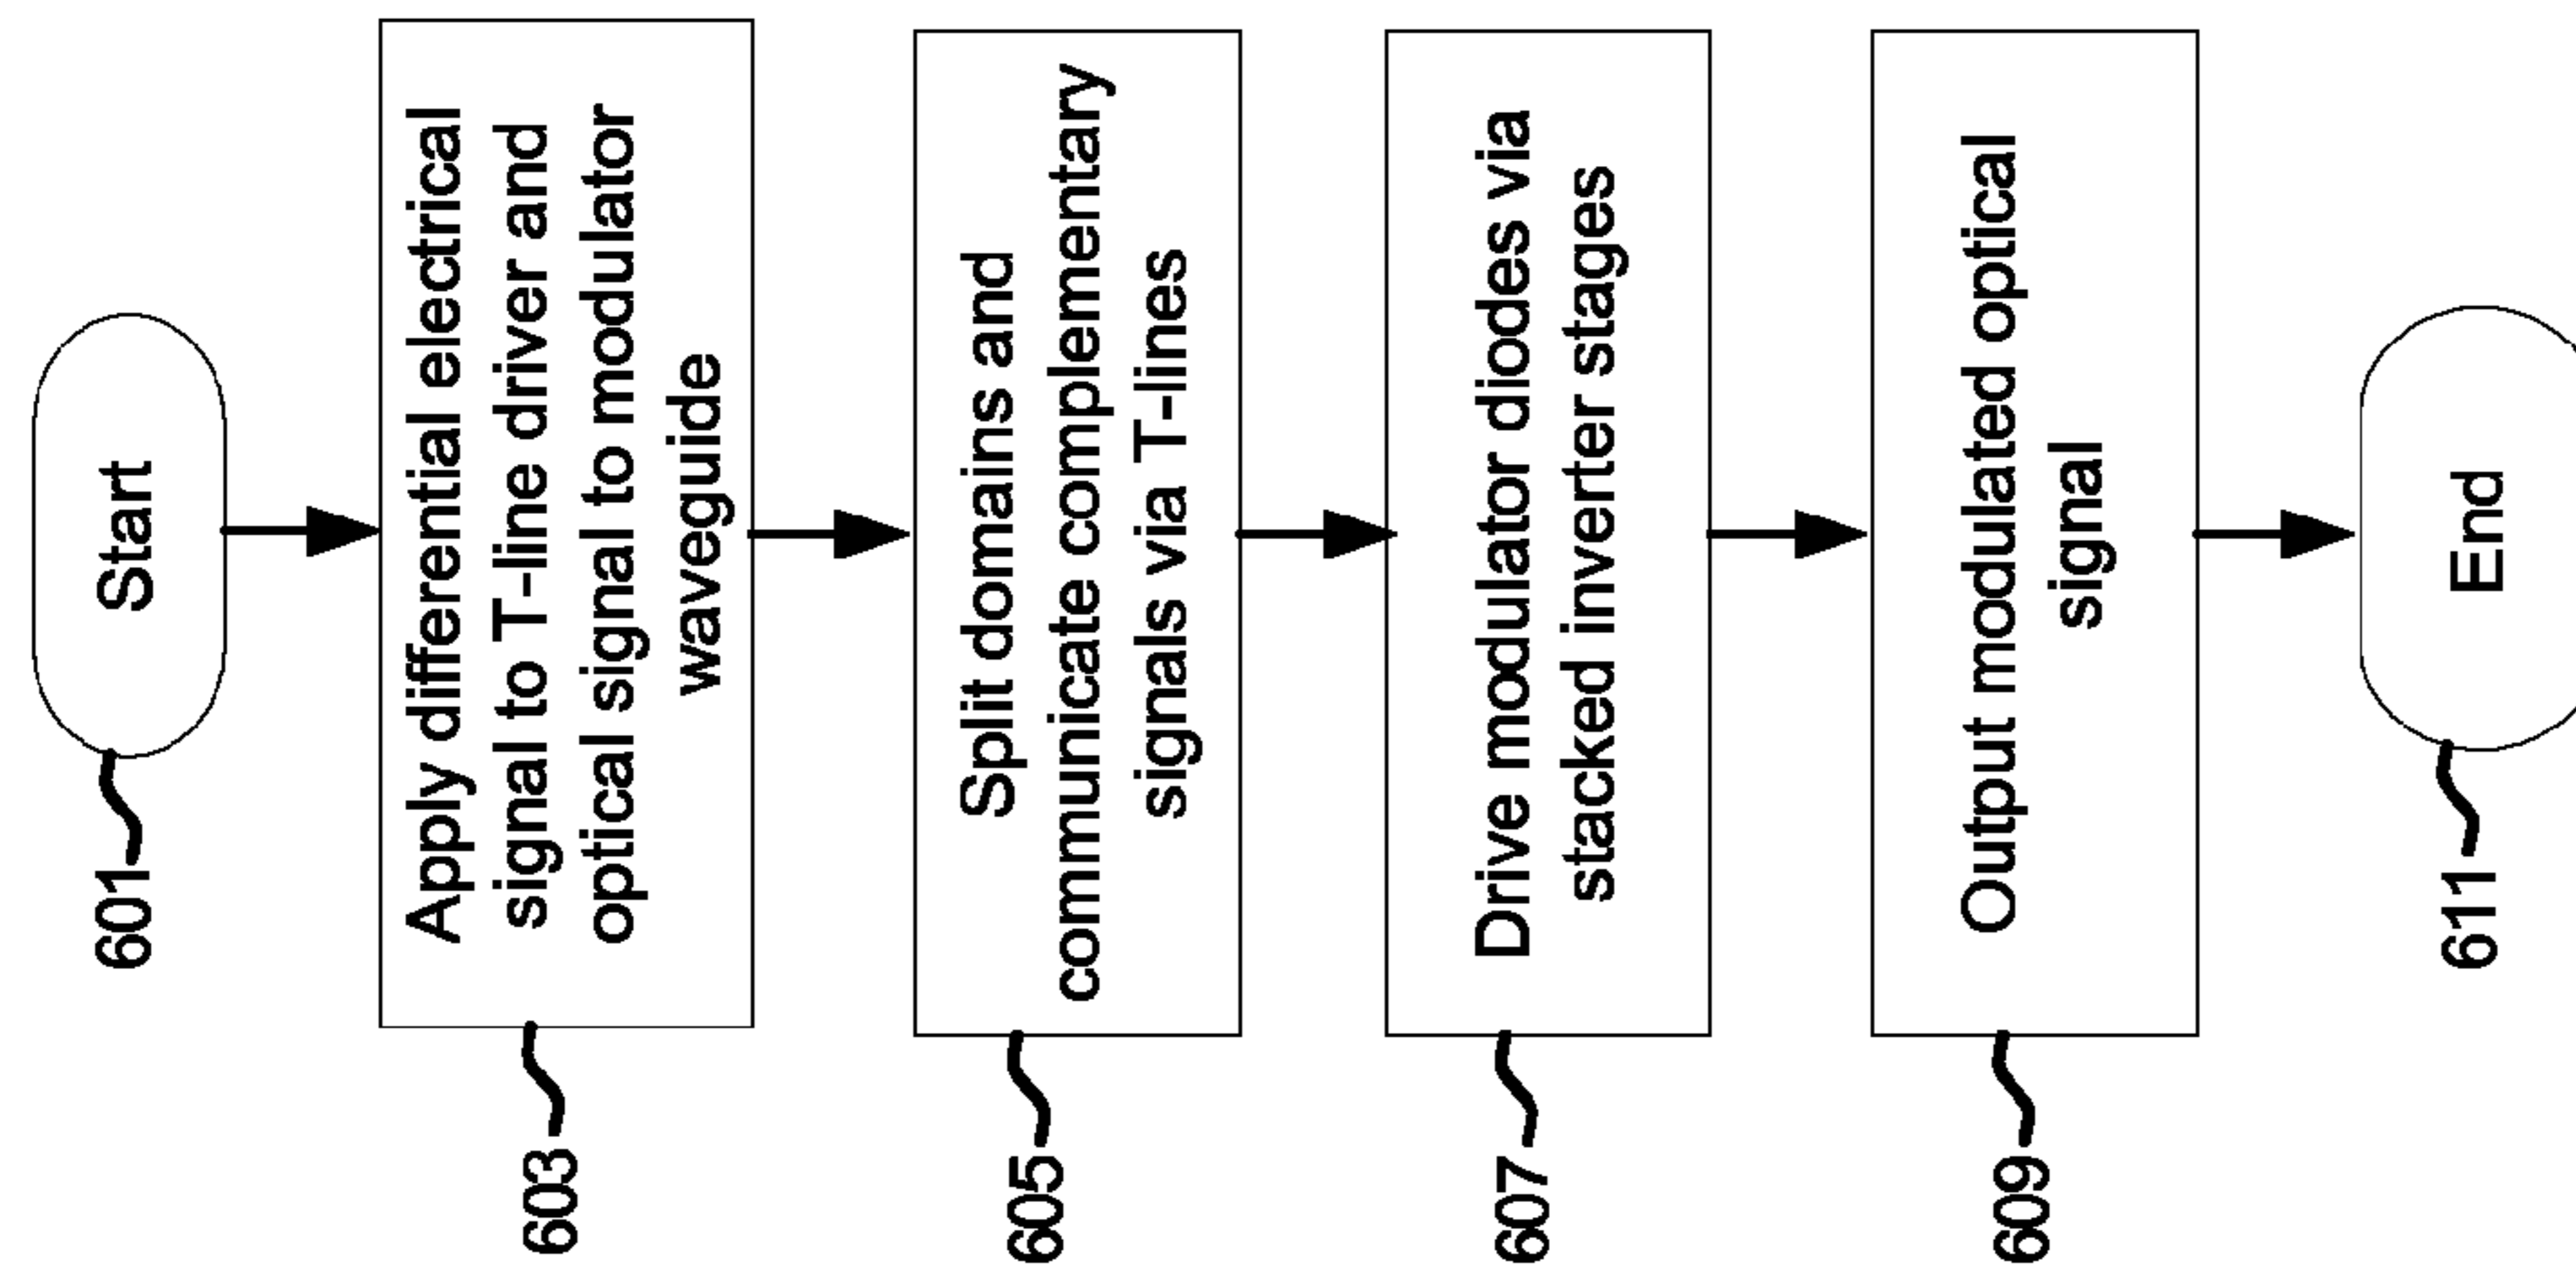 601
Start
603
Apply differential electrical
signal to T-line driver and
optical signal to modulator
waveguide
605
Split domains and
communicate complementary
signals via T-lines
607
Drive modulator diodes via
stacked inverter stages
609
Output modulated optical
signal
611
End